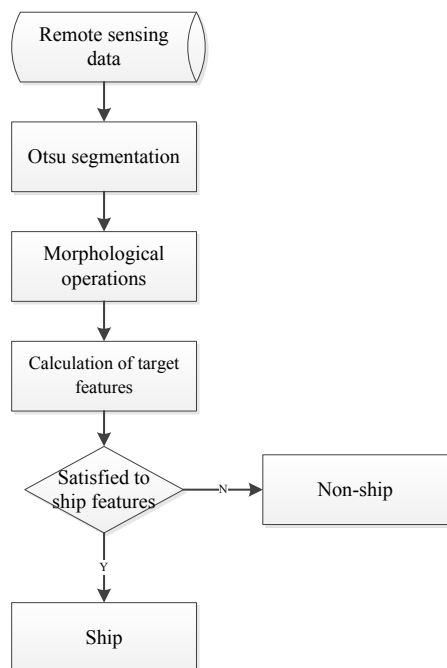 Remote sensing
data
Otsu segmentation
Morphological
operations
Calculation of target
features
Satisfied to
ship features
N
Non-ship
Y
Ship